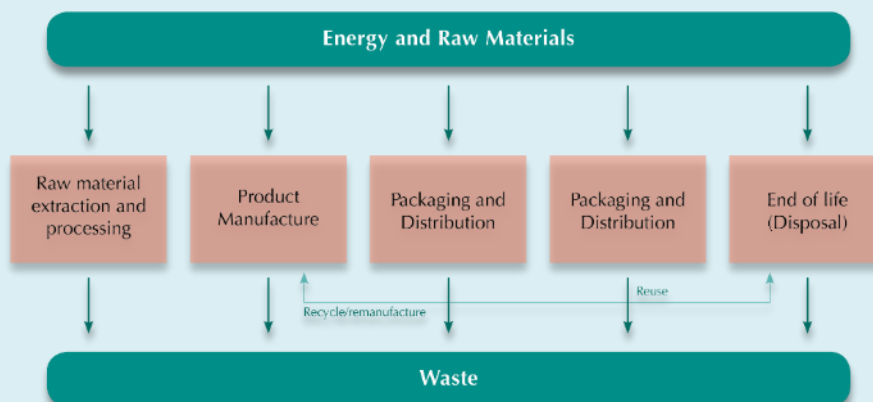 Energy and Raw Materials
Raw material
extraction and
processing
Product
Manufacture
Packaging and
Distribution
Packaging and
Distribution
End of life
(Disposal)
Reuse
Recycle/remanufacture
Waste